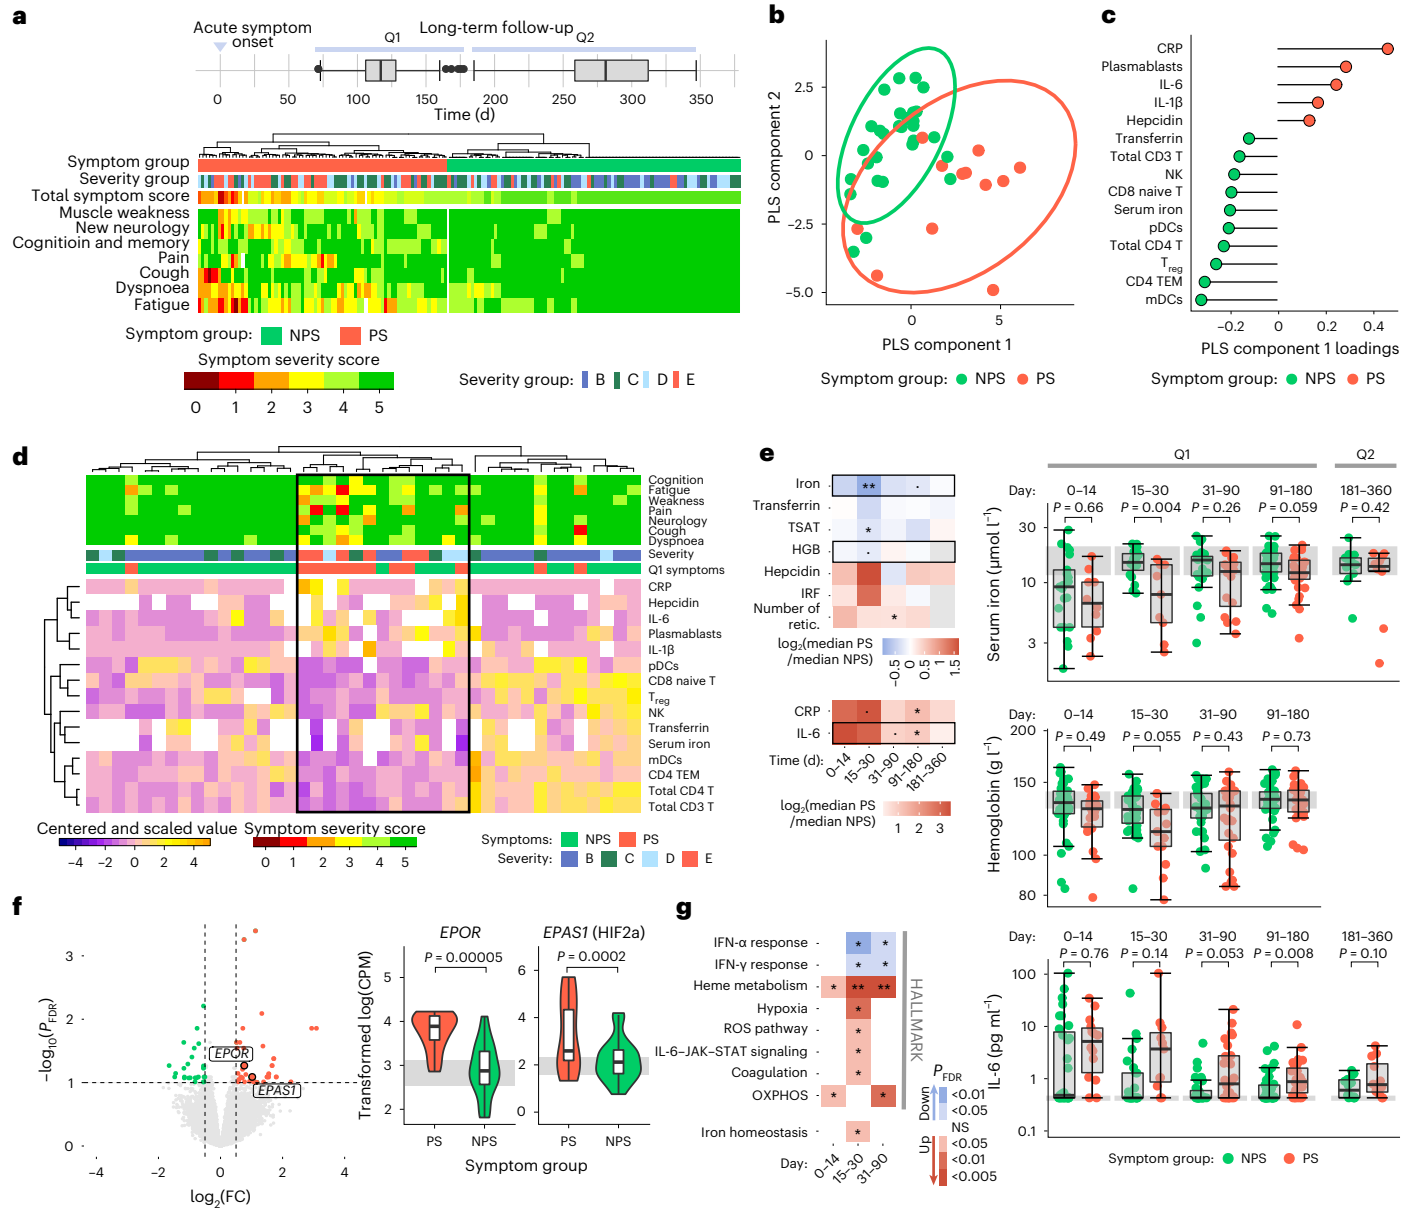 a
Acute symptom
onset
Long-term follow-up
Q1
Q2
0 50 100 150 200 250 300 350
Time (d)
Symptom group
Severity group
Total symptom score
Muscle weakness
New neurology
Cognitioin and memory
Pain
Cough
Dyspnoea
Fatigue
Symptom group: NPS PS
Symptom severity score
0 1 2 3 4 5
Severity group: B C D E
b
PLS component 2
2.5
0
−2.5
−5.0
0 5
PLS component 1
Symptom group: NPS PS
c
CRP
Plasmablasts
IL-6
IL-1β
Hepcidin
Transferrin
Total CD3 T
NK
CD8 naive T
Serum iron
pDCs
Total CD4 T
Treg
CD4 TEM
mDCs
−0.2 0 0.2 0.4
PLS component 1 loadings
Symptom group: NPS PS
d
Cognition
Fatigue
Weakness
Pain
Neurology
Cough
Dyspnoea
Severity
Q1 symptoms
CRP
Hepcidin
IL-6
Plasmablasts
IL-1β
pDCs
CD8 naive T
Treg
NK
Transferrin
Serum iron
mDCs
CD4 TEM
Total CD4 T
Total CD3 T
Centered and scaled value
−4 −2 0 2 4
Symptom severity score
0 1 2 3 4 5
Symptoms: NPS PS
Severity: B C D E
e
Iron
Transferrin
TSAT
HGB
Hepcidin
IRF
Number of
retic.
** · * · *
log2(median PS
/median NPS)
−0.5 0 0.5 1 1.5
CRP
IL-6
· * · *
Time (d): 0–14 15–30 31–90 91–180 181–360
log2(median PS
/median NPS)
1 2 3
Q1 Q2
Day: 0–14 15–30 31–90 91–180 181–360
P = 0.66 P = 0.004 P = 0.26 P = 0.059 P = 0.42
Serum iron (µmol l−1)
30
10
3
Day: 0–14 15–30 31–90 91–180
P = 0.49 P = 0.055 P = 0.43 P = 0.73
Hemoglobin (g l−1)
200
150
100
80
Day: 0–14 15–30 31–90 91–180 181–360
P = 0.76 P = 0.14 P = 0.053 P = 0.008 P = 0.10
IL-6 (pg ml−1)
100
10
1
0.1
Symptom group: NPS PS
f
−log10(PFDR)
3
2
1
0
EPOR
EPAS1
−4 −2 0 2 4
log2(FC)
EPOR
P = 0.00005
Transformed log(CPM)
5
4
3
2
PS NPS
EPAS1 (HIF2a)
P = 0.0002
6
4
2
0
PS NPS
Symptom group
g
IFN-α response * *
IFN-γ response * *
Heme metabolism * ** **
Hypoxia *
ROS pathway *
IL-6–JAK–STAT signaling *
Coagulation *
OXPHOS * *
Iron homeostasis *
Day: 0–14 15–30 31–90
HALLMARK
PFDR
Down
<0.01
<0.05
NS
Up
<0.05
<0.01
<0.005